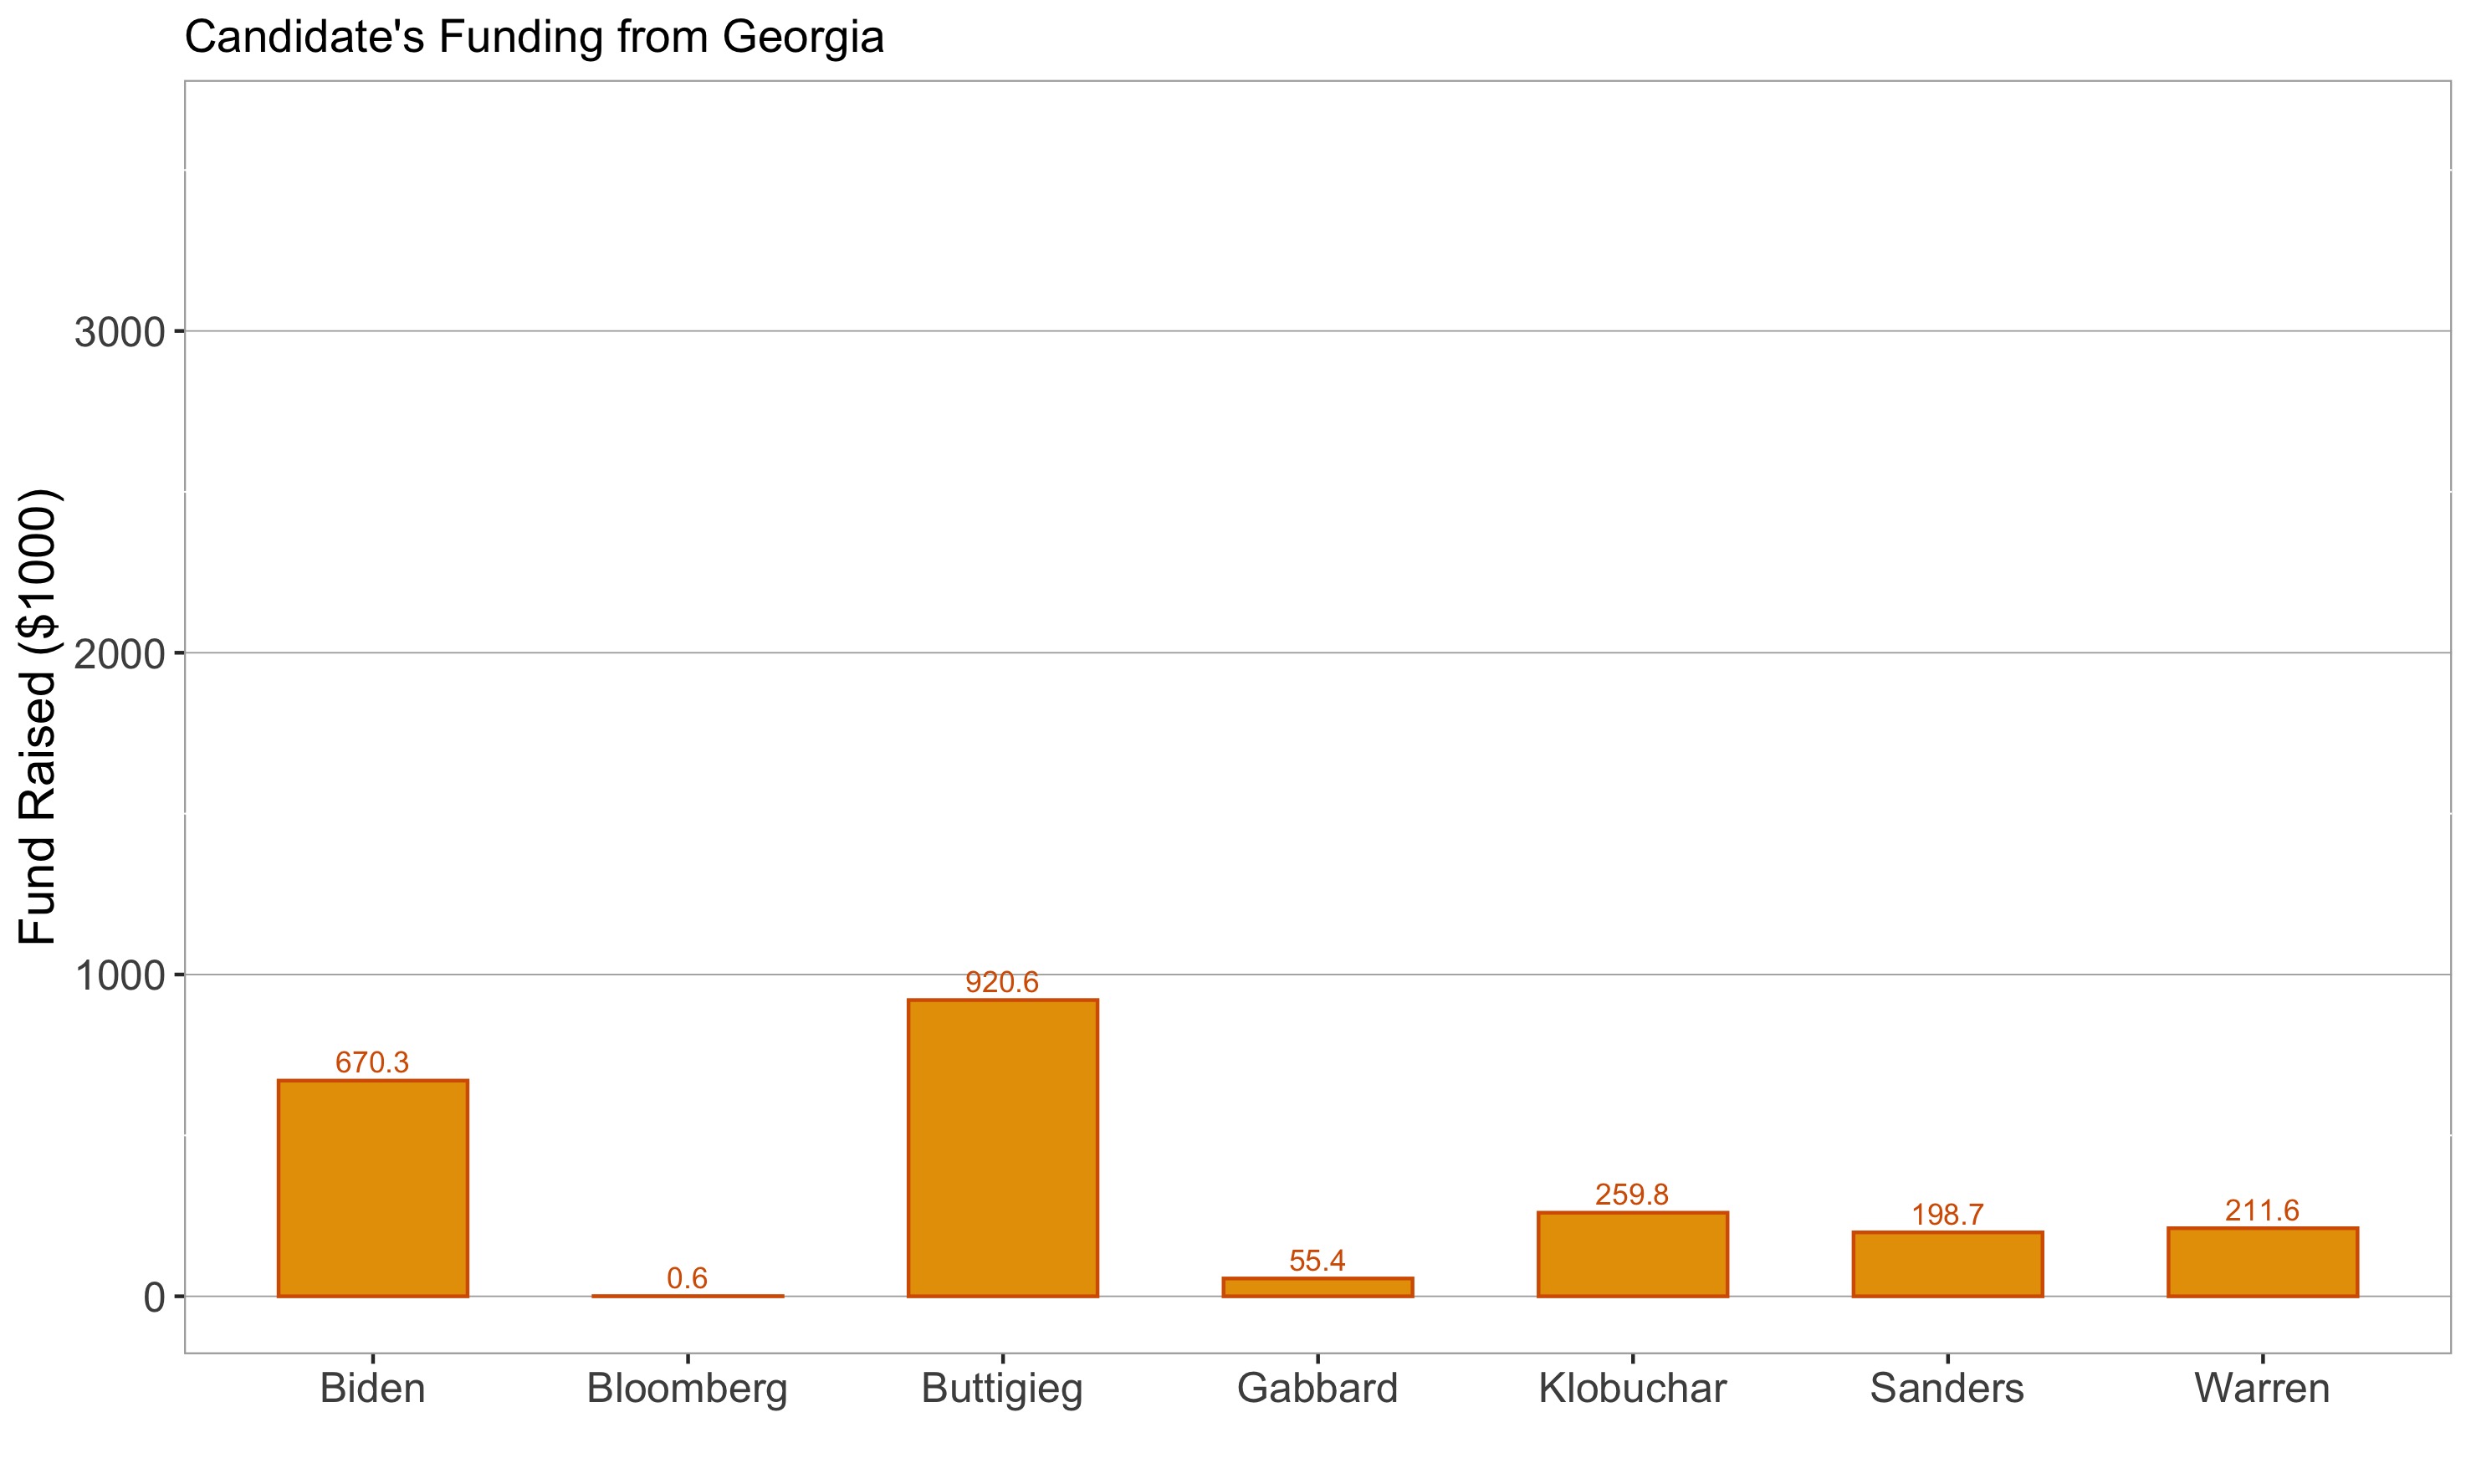 Candidate's Funding from Georgia
Fund Raised ($1000)
3000
2000
1000
0
670.3
0.6
920.6
55.4
259.8
198.7
211.6
Biden
Bloomberg
Buttigieg
Gabbard
Klobuchar
Sanders
Warren